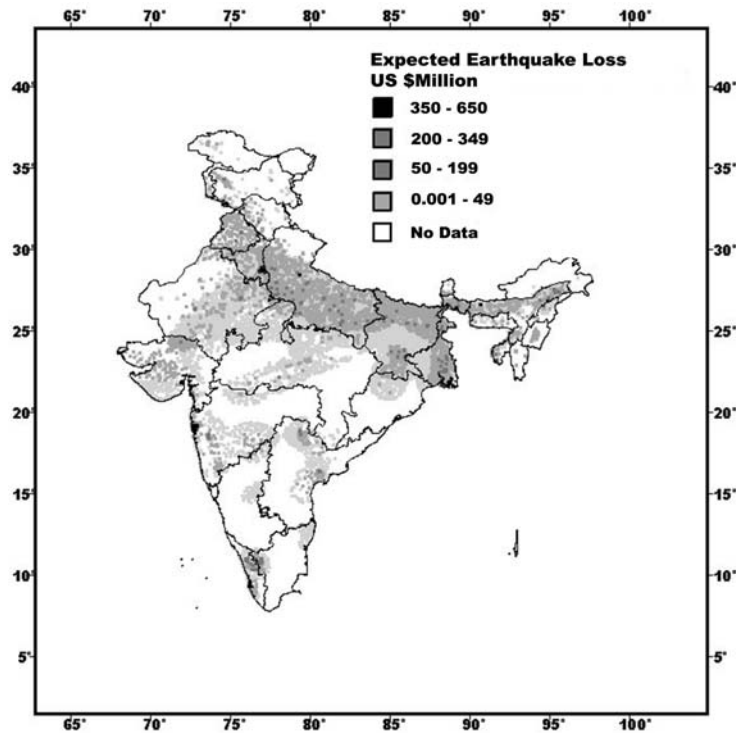 65° 70° 75° 80° 85° 90° 95° 100°
Expected Earthquake Loss
US $Million
350 - 650
200 - 349
50 - 199
0.001 - 49
No Data
40° 40°
35° 35°
30° 30°
25° 25°
20° 20°
15° 15°
10° 10°
5° 5°
65° 70° 75° 80° 85° 90° 95° 100°